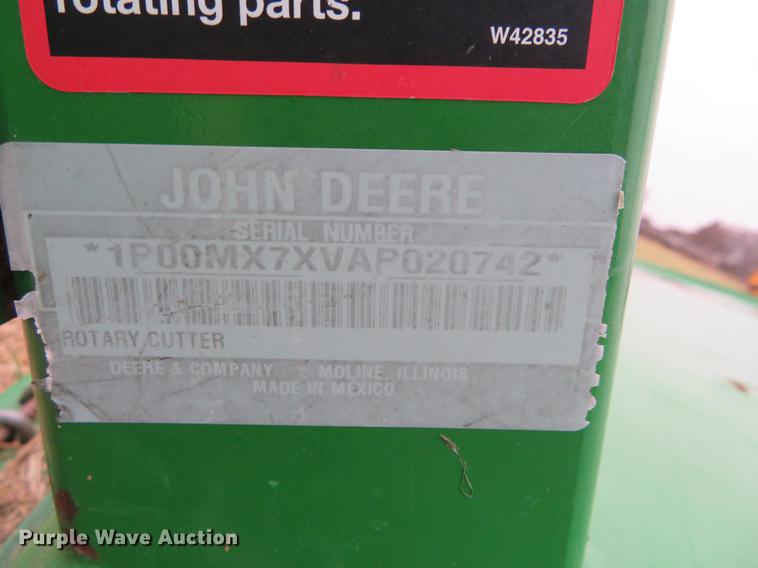 rotating parts.
W42835
JOHN DEERE
SERIAL NUMBER
*1P00MX7XVAP020742*
ROTARY CUTTER
DEERE & COMPANY MOLINE, ILLINOIS
MADE IN MEXICO
Purple Wave Auction